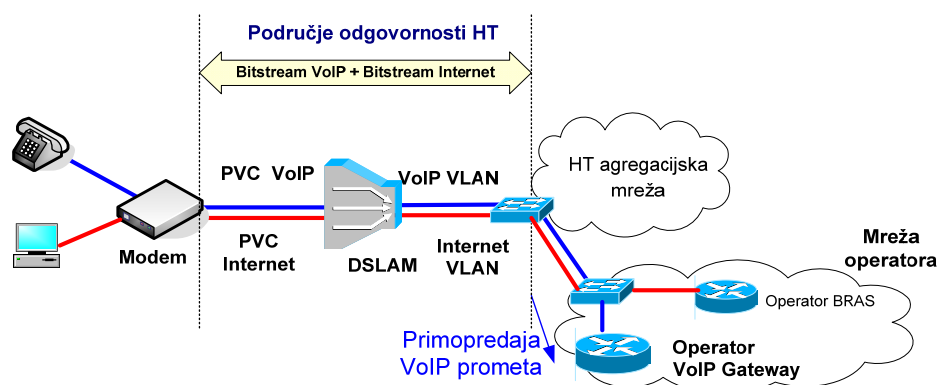 Područje odgovornosti HT
Bitstream VoIP + Bitstream Internet
HT agregacijska
mreža
PVC VoIP
VoIP VLAN
Modem
PVC
Internet
DSLAM
Internet
VLAN
Mreža
operatora
Operator BRAS
Primopredaja
VoIP prometa
Operator
VoIP Gateway